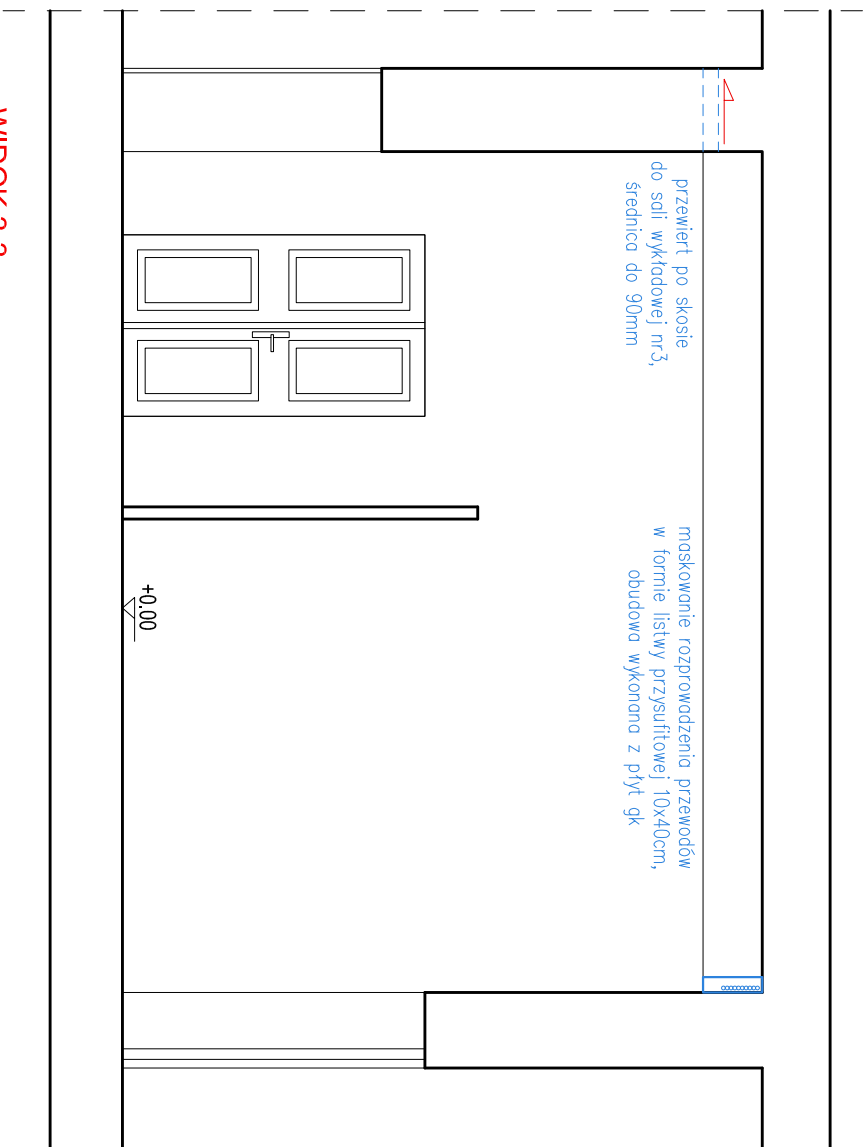 przewiert po skosie
do sali wykładowej nr3,
średnica do 90mm
maskowanie rozprowadzenia przewodów
w formie listwy przysufitowej 10x40cm,
obudowa wykonana z płyt gk
+0.00
WIDOK